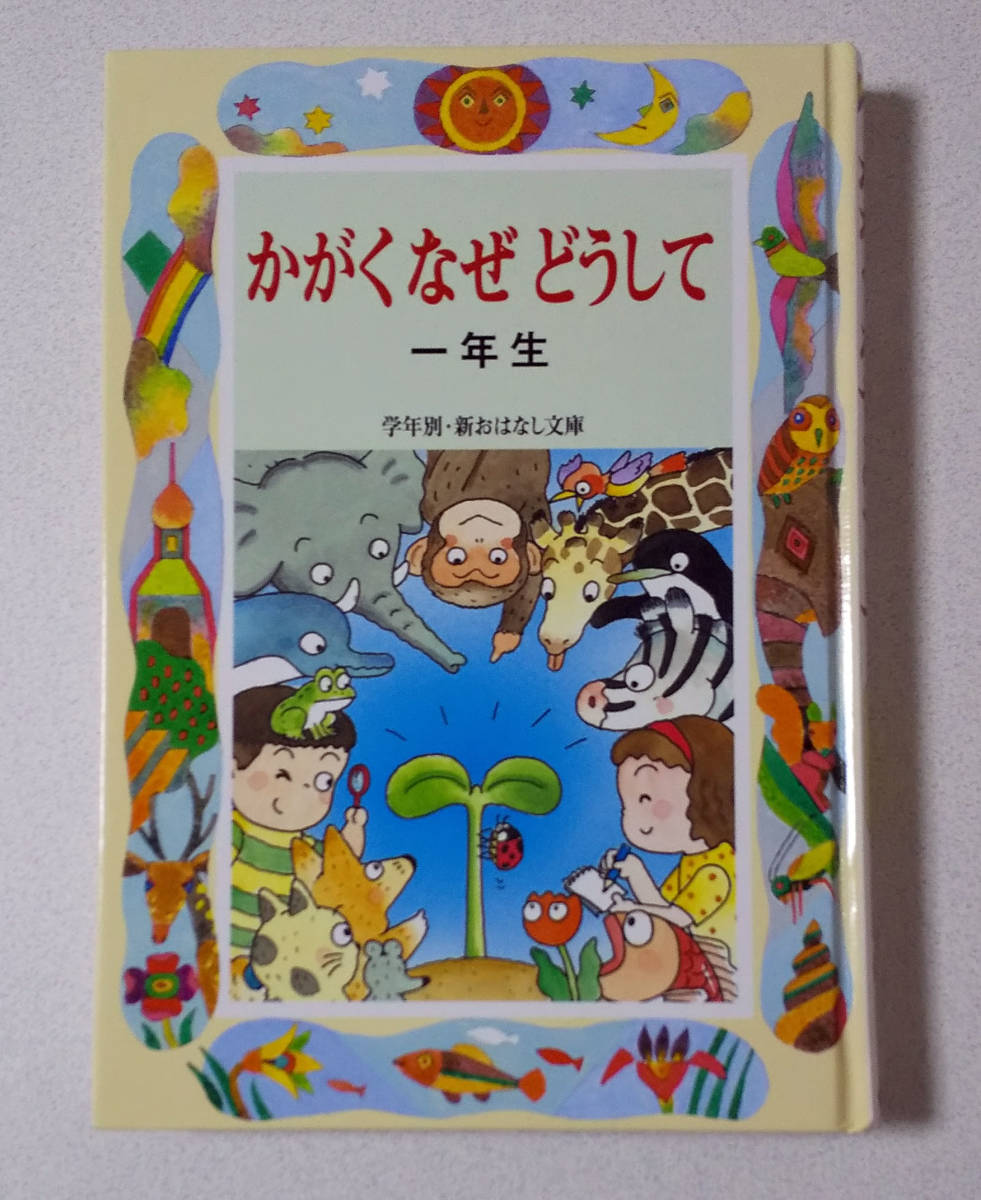 かがくなぜどうして
一年生
学年別・新おはなし文庫